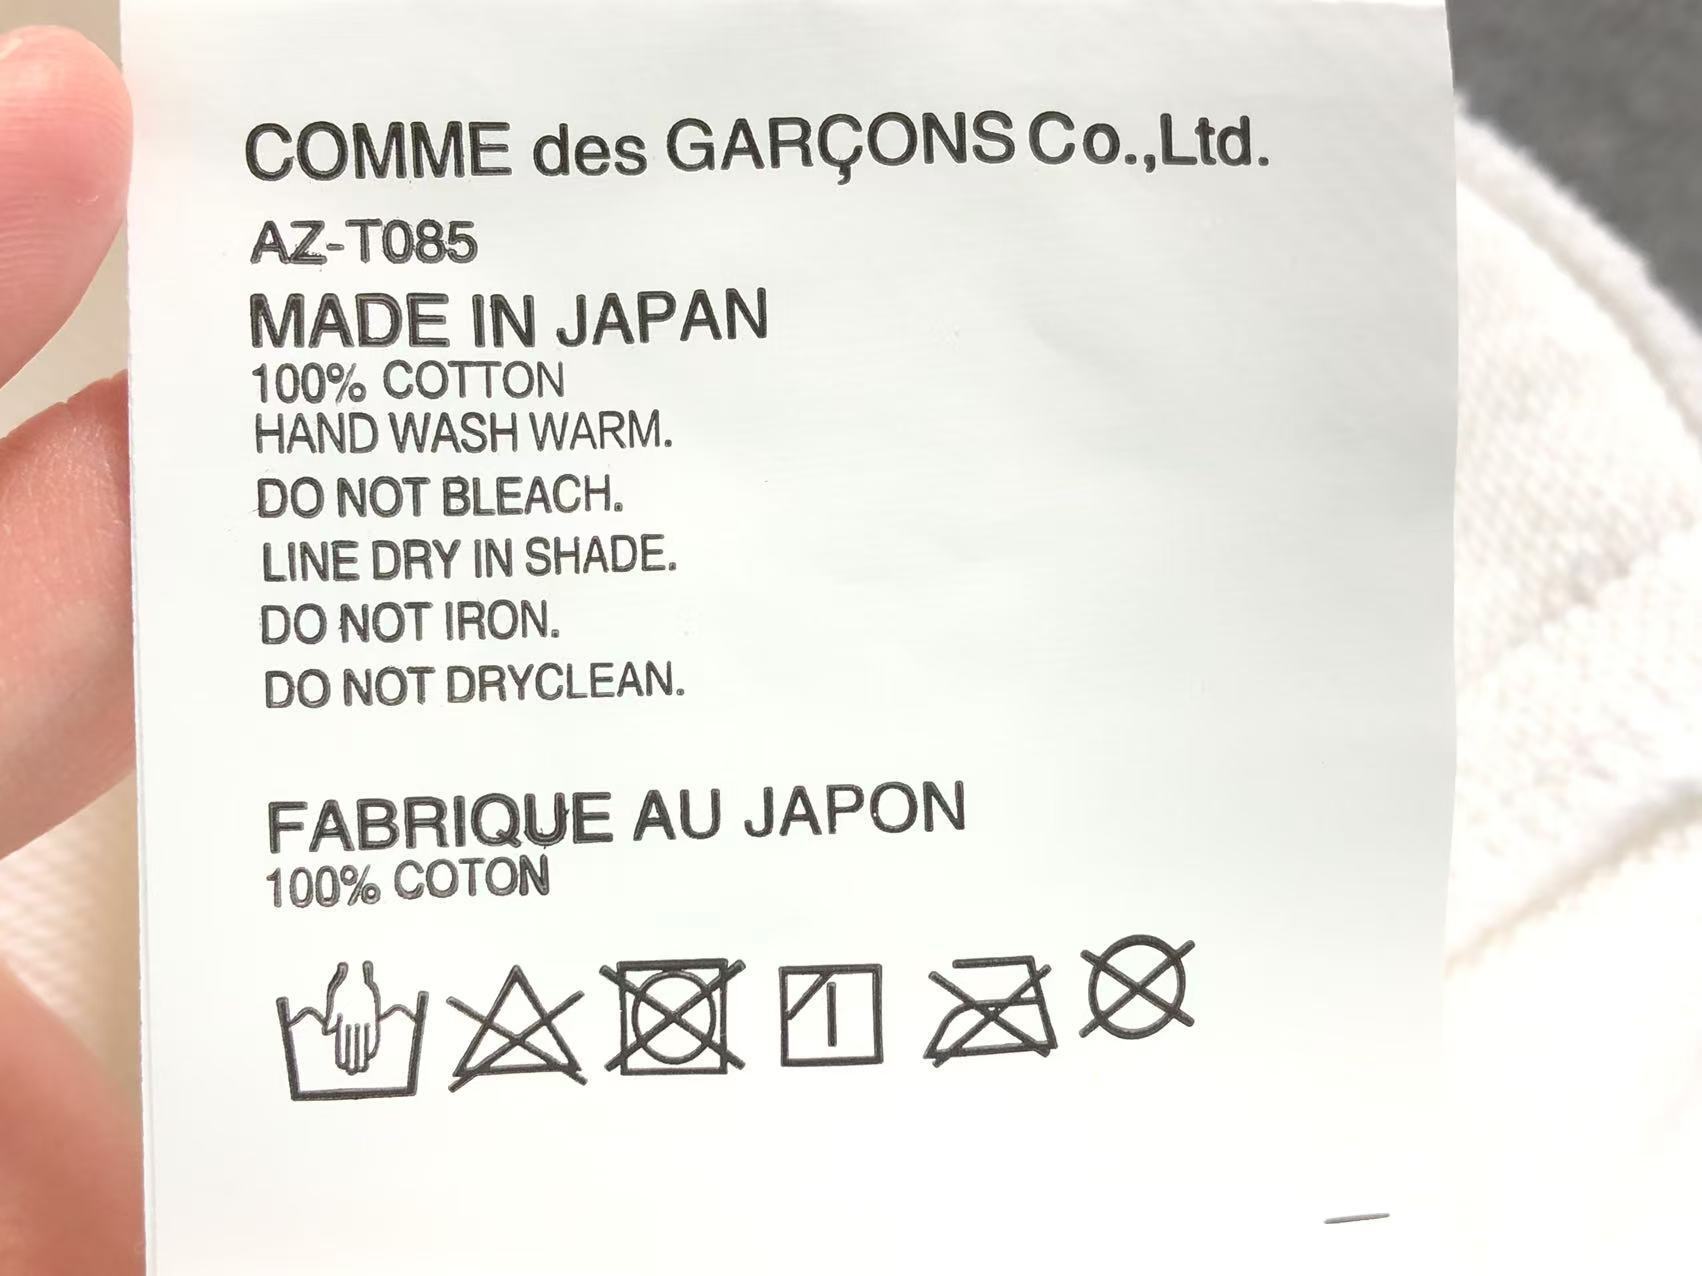 COMME des GARÇONS Co.,Ltd.
AZ-T085
MADE IN JAPAN
100% COTTON
HAND WASH WARM.
DO NOT BLEACH.
LINE DRY IN SHADE.
DO NOT IRON.
DO NOT DRYCLEAN.
FABRIQUE AU JAPON
100% COTON